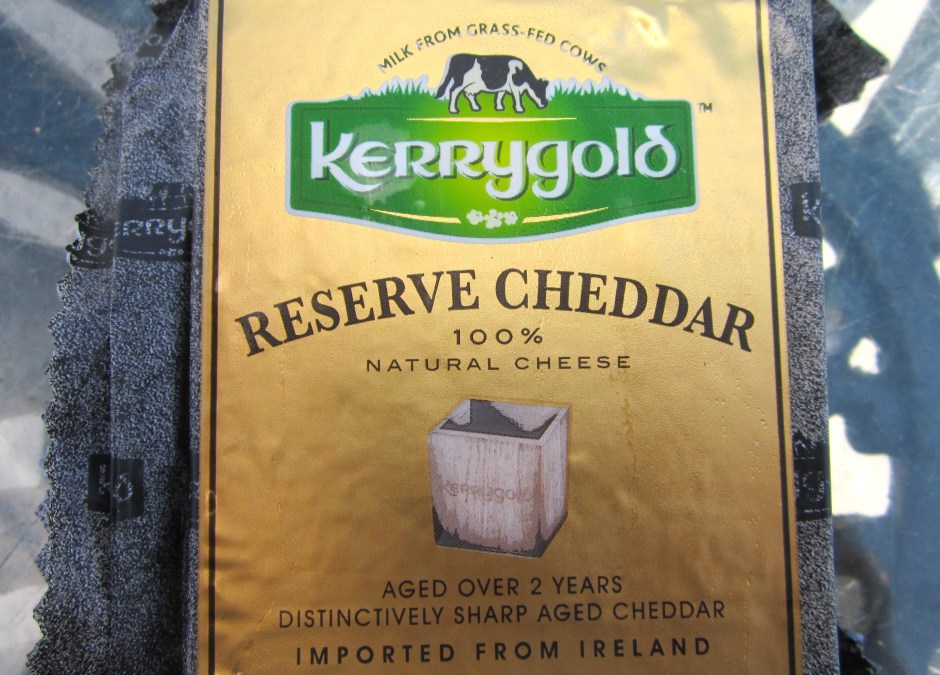 MILK FROM GRASS-FED COWS
Kerrygold
TM
RESERVE CHEDDAR
100%
NATURAL CHEESE
Kerrygold
AGED OVER 2 YEARS
DISTINCTIVELY SHARP AGED CHEDDAR
IMPORTED FROM IRELAND